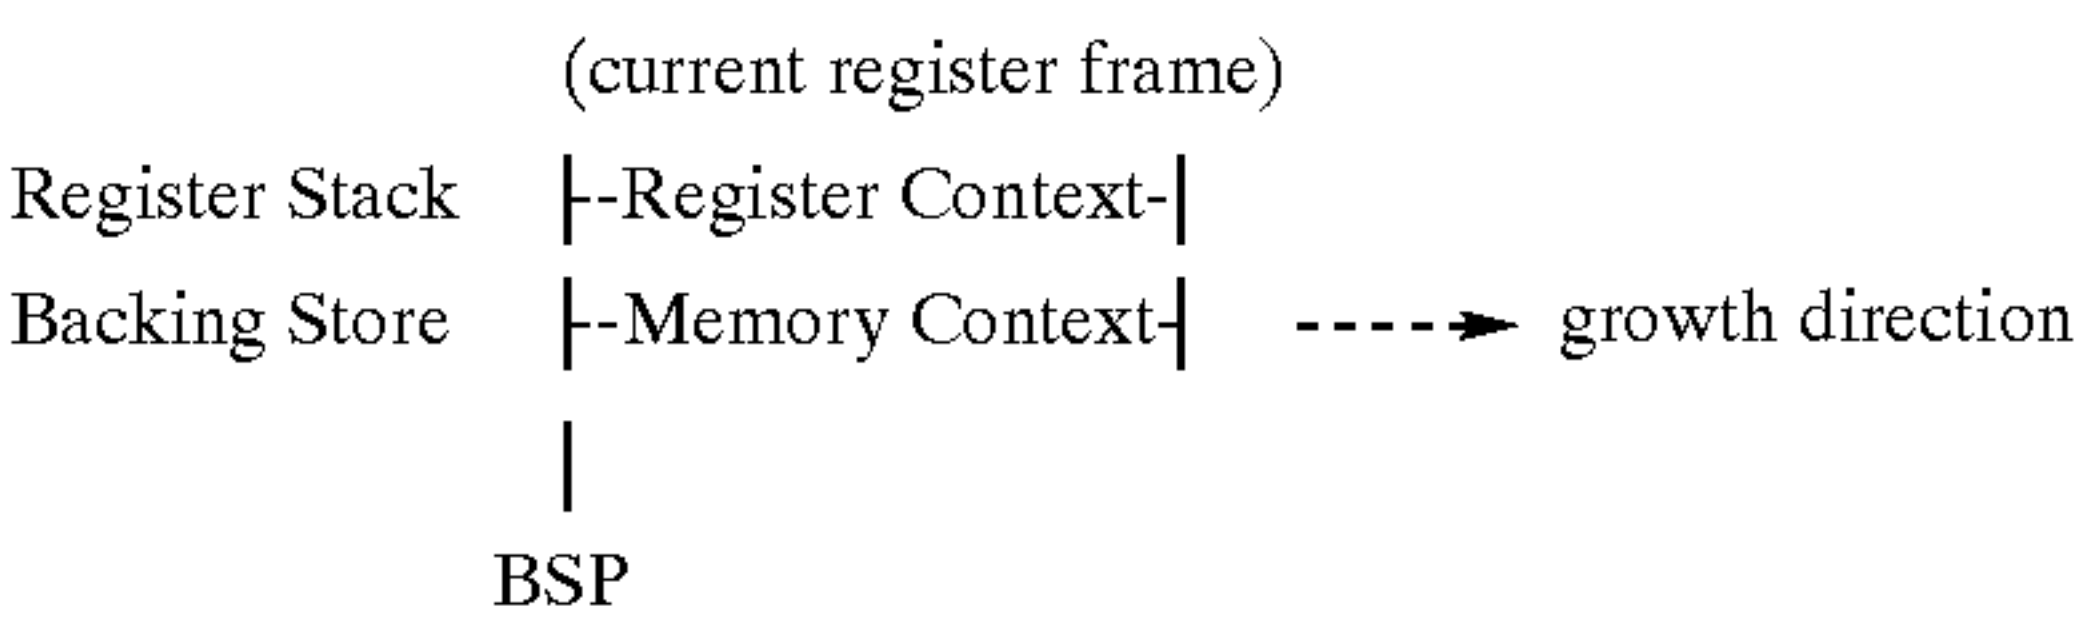 (current register frame)
Register Stack |--Register Context-|
Backing Store |--Memory Context-| ----> growth direction
|
BSP